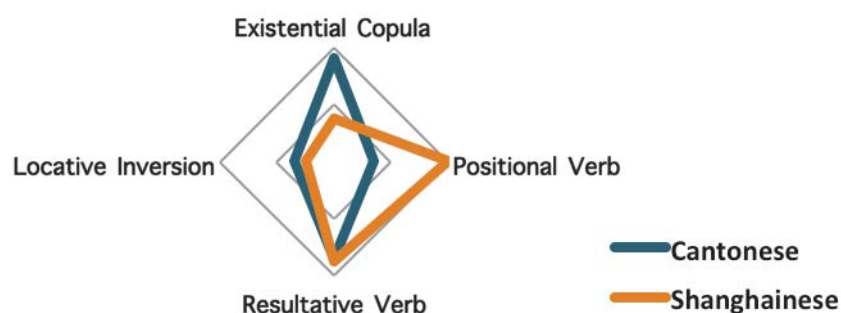 Existential Copula
Locative Inversion
Positional Verb
Resultative Verb
Cantonese
Shanghainese